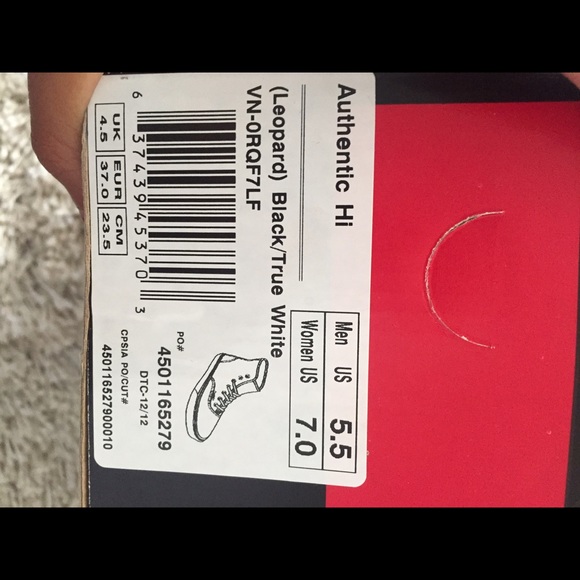 Authentic Hi
(Leopard) Black/True White
VN-0RQF7LF
Men US 5.5
Women US 7.0
6 37439 45370 3
UK EUR CM
4.5 37.0 23.5
PO#
4501165279
DTC-12/12
CPSIA PO/CUT#
450116527900010